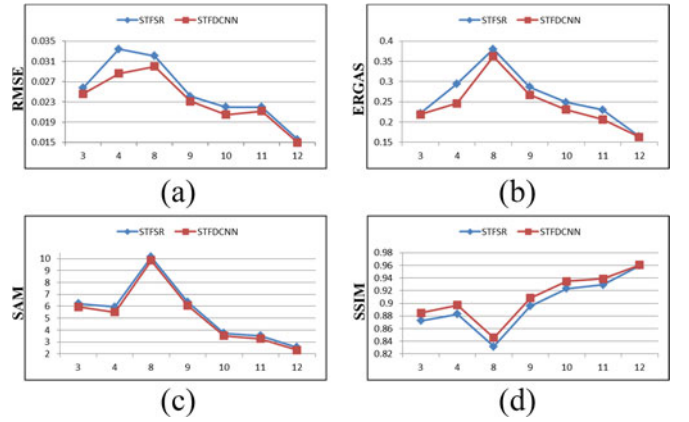 STFSR STFDCNN
RMSE
0.035
0.031
0.027
0.023
0.019
0.015
3 4 8 9 10 11 12
(a)
STFSR STFDCNN
ERGAS
0.4
0.35
0.3
0.25
0.2
0.15
3 4 8 9 10 11 12
(b)
STFSR STFDCNN
SAM
10
9
8
7
6
5
4
3
2
3 4 8 9 10 11 12
(c)
STFSR STFDCNN
SSIM
0.98
0.96
0.94
0.92
0.9
0.88
0.86
0.84
0.82
3 4 8 9 10 11 12
(d)